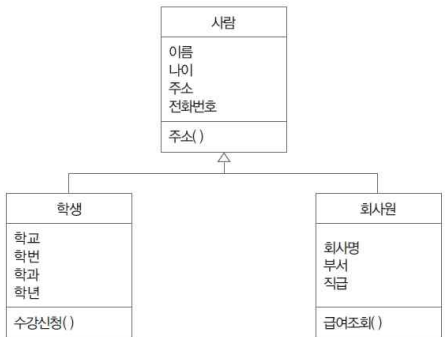 사람
이름
나이
주소
전화번호
주소( )
학생
학교
학번
학과
학년
수강신청( )
회사원
회사명
부서
직급
급여조회( )